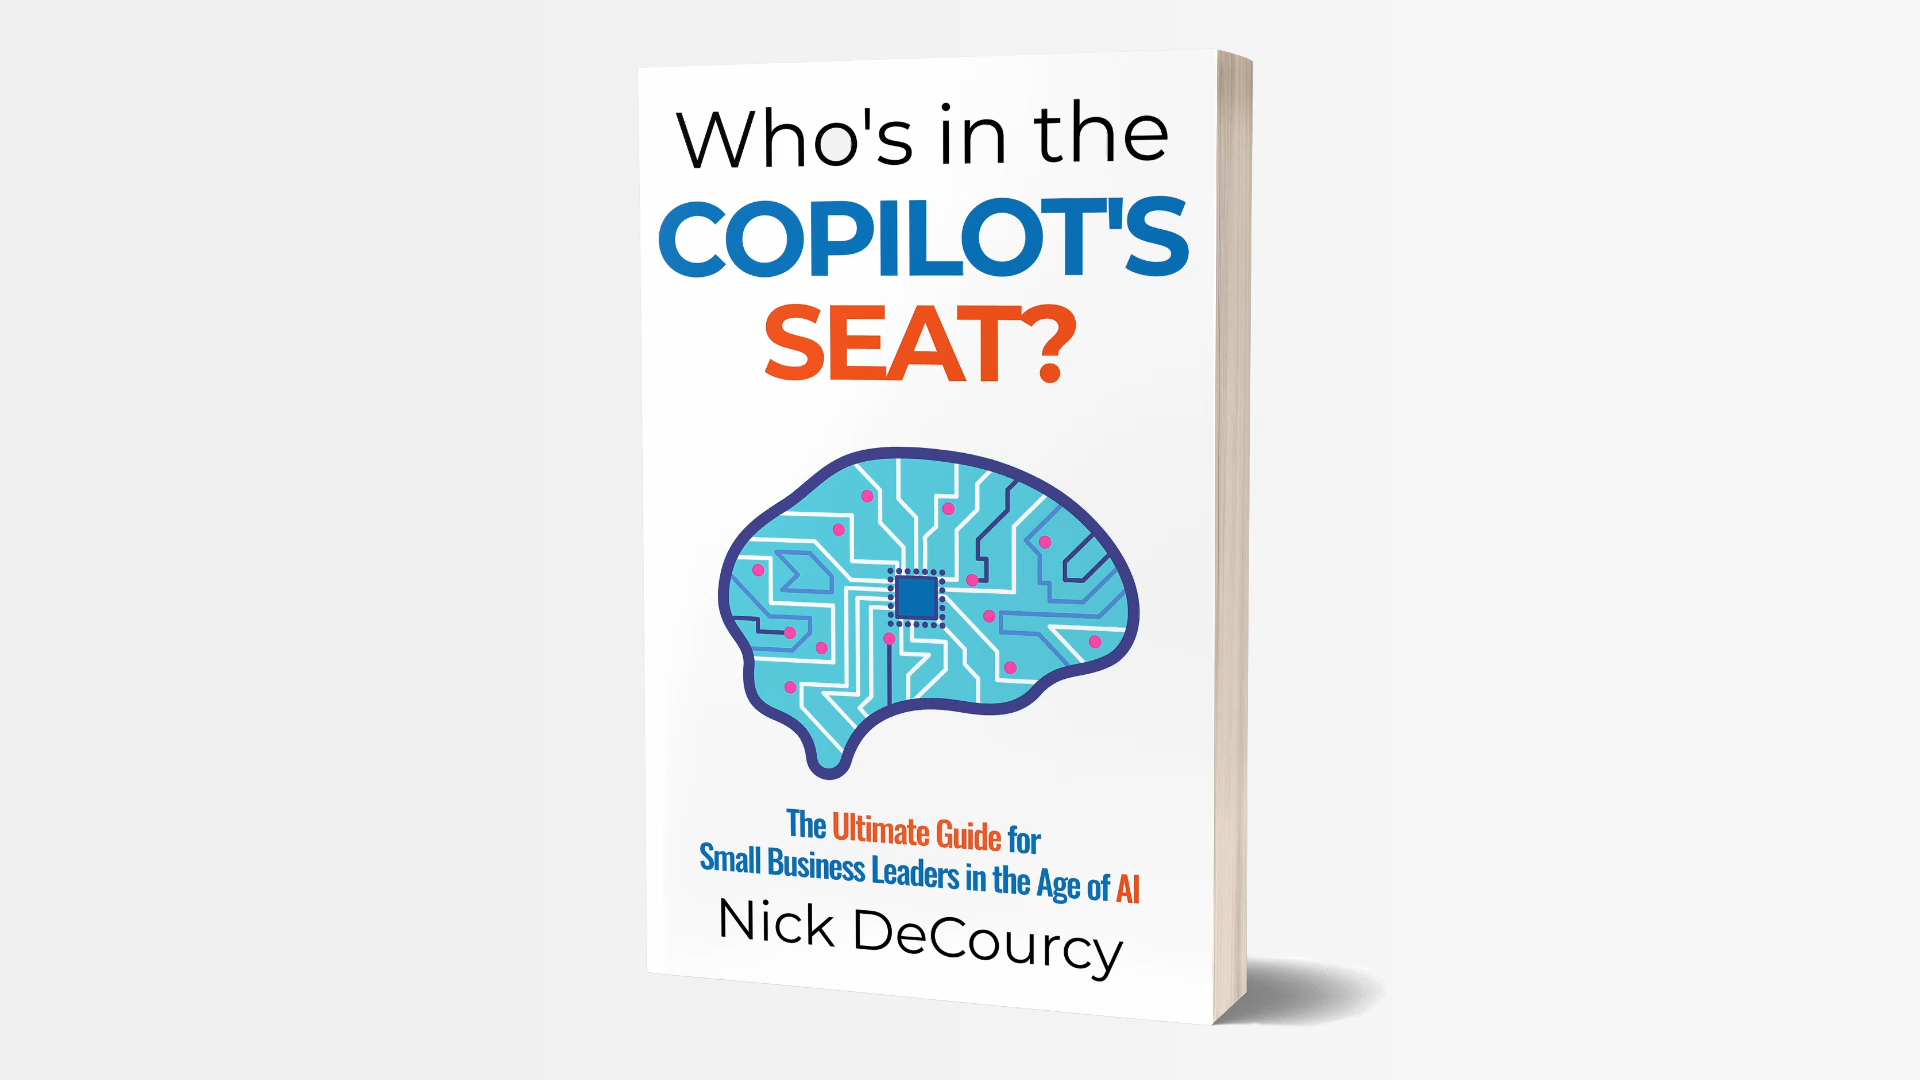 Who's in the
COPILOT'S
SEAT?
The Ultimate Guide for
Small Business Leaders in the Age of AI
Nick DeCourcy